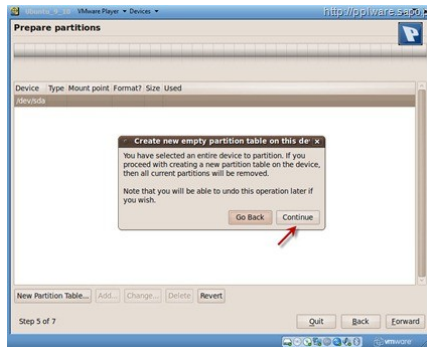 VMware Player ▾ Devices ▾
Prepare partitions
Device Type Mount point Format? Size Used
/dev/sda
Create new empty partition table on this de
You have selected an entire device to partition. If you
proceed with creating a new partition table on the device,
then all current partitions will be removed.
Note that you will be able to undo this operation later if
you wish.
Go Back Continue
New Partition Table... Add... Change... Delete Revert
Step 5 of 7
Quit Back Forward
vmware